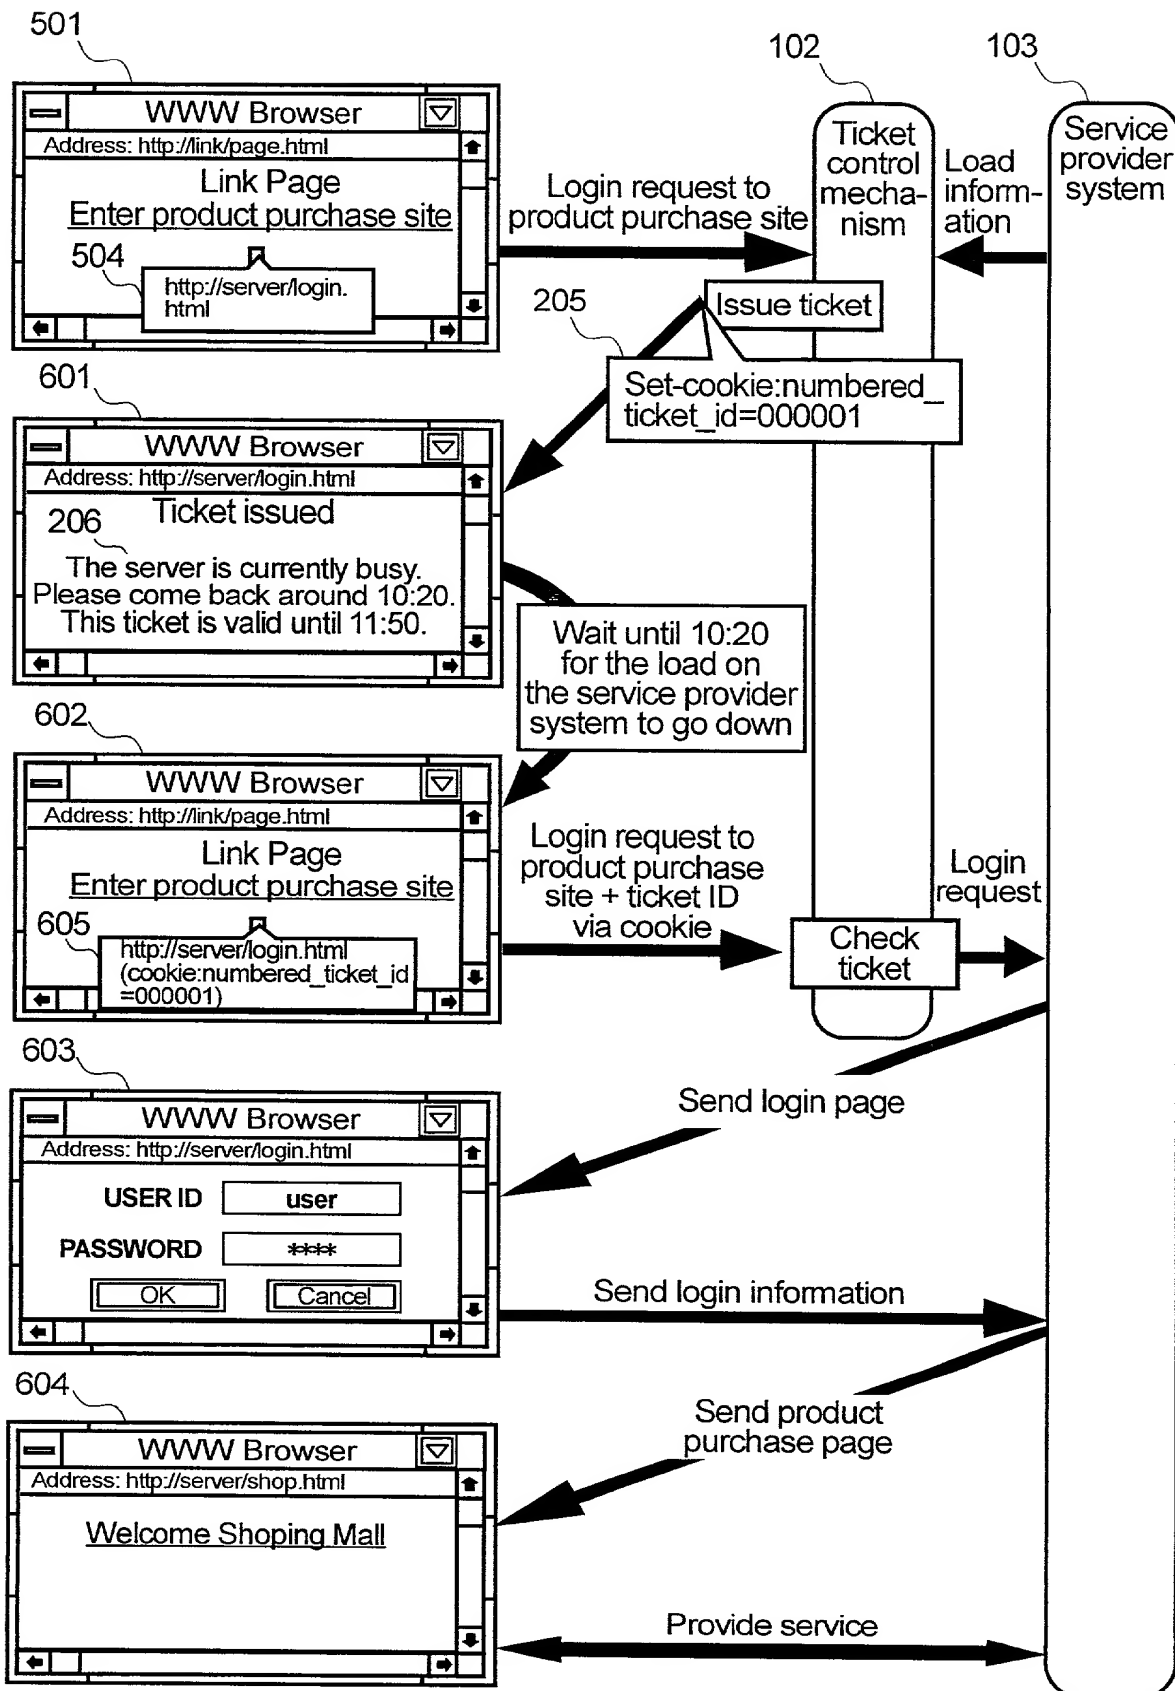 501
102
103
WWW Browser
Address: http://link/page.html
Link Page
Enter product purchase site
504
http://server/login.
html
Login request to
product purchase site
Ticket
control
mecha-
nism
Load
inform-
ation
Service
provider
system
205
Issue ticket
Set-cookie:numbered_
ticket_id=000001
601
WWW Browser
Address: http://server/login.html
Ticket issued
206
The server is currently busy.
Please come back around 10:20.
This ticket is valid until 11:50.
Wait until 10:20
for the load on
the service provider
system to go down
602
WWW Browser
Address: http://link/page.html
Link Page
Enter product purchase site
605
http://server/login.html
(cookie:numbered_ticket_id
=000001)
Login request to
product purchase
site + ticket ID
via cookie
Check
ticket
Login
request
603
WWW Browser
Address: http://server/login.html
USER ID
user
PASSWORD
****
OK
Cancel
Send login page
Send login information
604
WWW Browser
Address: http://server/shop.html
Welcome Shoping Mall
Send product
purchase page
Provide service